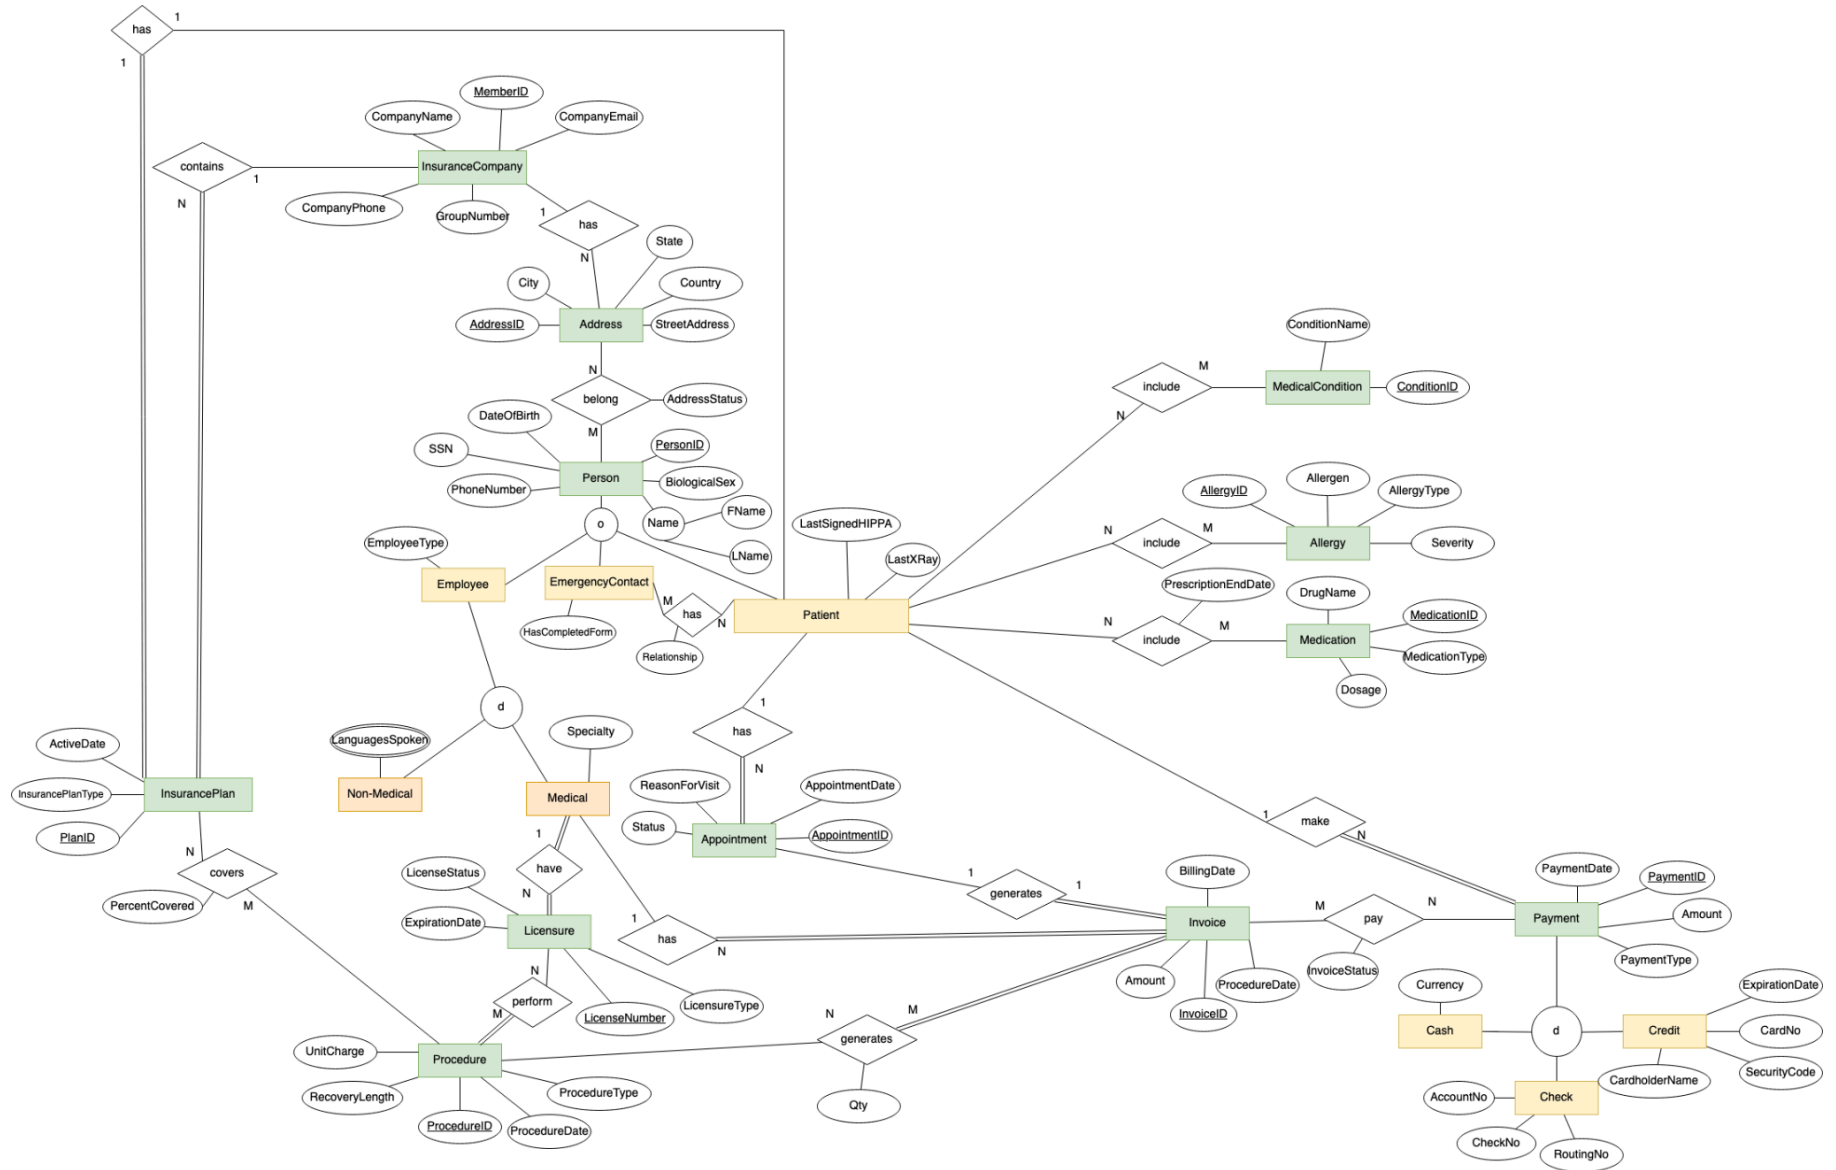 has
1
1
MemberID
CompanyName
CompanyEmail
contains
1
InsuranceCompany
N
CompanyPhone
GroupNumber
1
has
State
N
City
Country
AddressID
Address
StreetAddress
ConditionName
N
M
include
MedicalCondition
ConditionID
belong
AddressStatus
DateOfBirth
N
M
PersonID
SSN
Person
BiologicalSex
PhoneNumber
AllergyID
Allergen
AllergyType
FName
Name
o
LastSignedHIPPA
N
M
include
Allergy
Severity
EmployeeType
LName
LastXRay
Employee
EmergencyContact
PrescriptionEndDate
DrugName
M
has
N
Patient
MedicationID
N
M
HasCompletedForm
include
Medication
Relationship
MedicationType
Dosage
d
1
Specialty
has
LanguagesSpoken
ActiveDate
N
ReasonForVisit
AppointmentDate
InsurancePlanType
InsurancePlan
Non-Medical
Medical
1
make
Status
N
PlanID
1
Appointment
AppointmentID
N
have
covers
LicenseStatus
1
1
BillingDate
PaymentDate
PaymentID
N
generates
PercentCovered
M
M
N
ExpirationDate
Licensure
1
Invoice
pay
Payment
Amount
has
N
PaymentType
N
InvoiceStatus
Amount
ProcedureDate
Currency
ExpirationDate
perform
LicensureType
M
LicenseNumber
InvoiceID
N
M
Cash
d
Credit
CardNo
generates
UnitCharge
Procedure
SecurityCode
CardholderName
RecoveryLength
ProcedureType
AccountNo
Check
Qty
ProcedureID
ProcedureDate
CheckNo
RoutingNo